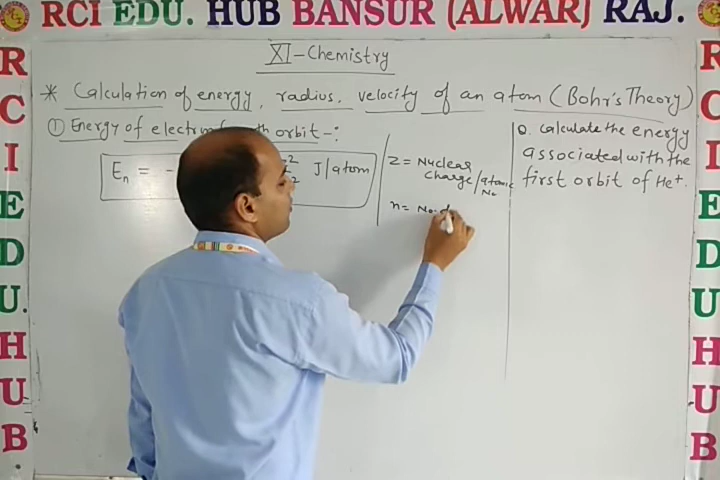 RCI EDU. HUB BANSUR (ALWAR) RAJ.
XI-Chemistry
* Calculation of energy, radius, velocity of an atom (Bohr's Theory)
① Energy of electron orbit -:
En = - J/atom
Z = Nuclear
Charge/atomic
No
n = No. of
Q. Calculate the energy
associated with the
first orbit of He⁺.
R
C
I
E
D
U.
H
U
B
R
C
I
E
D
U.
H
U
B